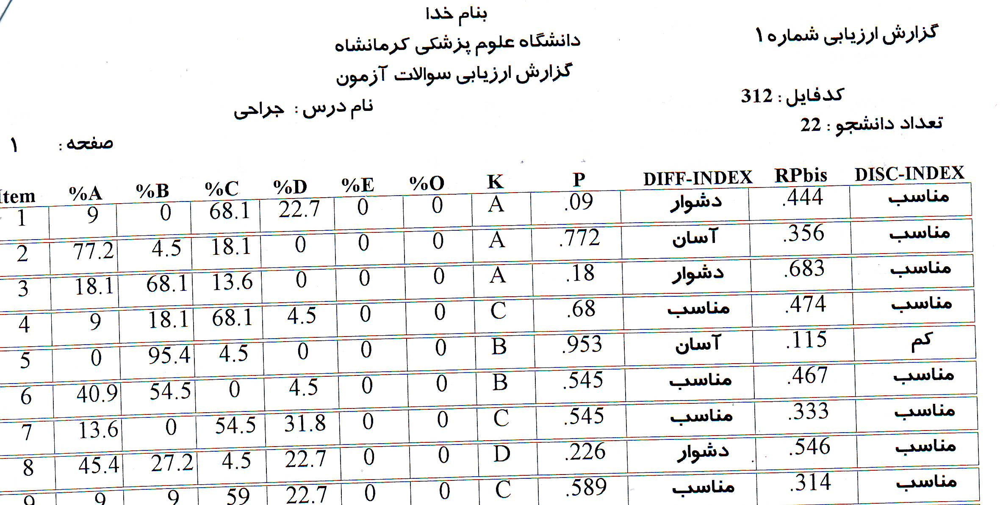 بنام خدا
گزارش ارزیابی شماره ۱
دانشگاه علوم پزشکی کرمانشاه
گزارش ارزیابی سوالات آزمون
کدفایل : 312
نام درس : جراحی
تعداد دانشجو : 22
صفحه : ۱
Item %A %B %C %D %E %O K P DIFF-INDEX RPbis DISC-INDEX
1 9 0 68.1 22.7 0 0 A .09 دشوار .444 مناسب
2 77.2 4.5 18.1 0 0 0 A .772 آسان .356 مناسب
3 18.1 68.1 13.6 0 0 0 A .18 دشوار .683 مناسب
4 9 18.1 68.1 4.5 0 0 C .68 مناسب .474 مناسب
5 0 95.4 4.5 0 0 0 B .953 آسان .115 کم
6 40.9 54.5 0 4.5 0 0 B .545 مناسب .467 مناسب
7 13.6 0 54.5 31.8 0 0 C .545 مناسب .333 مناسب
8 45.4 27.2 4.5 22.7 0 0 D .226 دشوار .546 مناسب
9 9 9 59 22.7 0 0 C .589 مناسب .314 مناسب